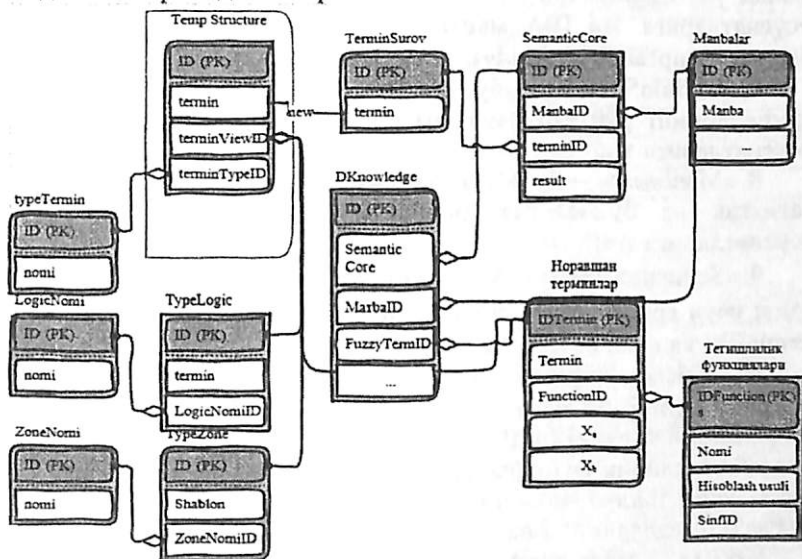 Temp Structure
ID (PK)
termin
terminViewID
terminTypeID
new
TerminSurov
ID (PK)
termin
SemanticCore
ID (PK)
ManbaID
terminID
result
Manbalar
ID (PK)
Manba
...
typeTermin
ID (PK)
nomi
DKnowledge
ID (PK)
Semantic
Core
MarbaID
FuzzyTermID
...
LogicNomi
ID (PK)
nomi
TypeLogic
ID (PK)
termin
LogicNomiID
Норавшан
терминлар
IDTermin (PK)
Termin
FunctionID
X
X
Тегишлилик
функциялари
IDFunction(PK)
s
Nomi
Hisoblash usuli
SinfID
ZoneNomi
ID (PK)
nomi
TypeZone
ID (PK)
Shablon
ZoneNomiID